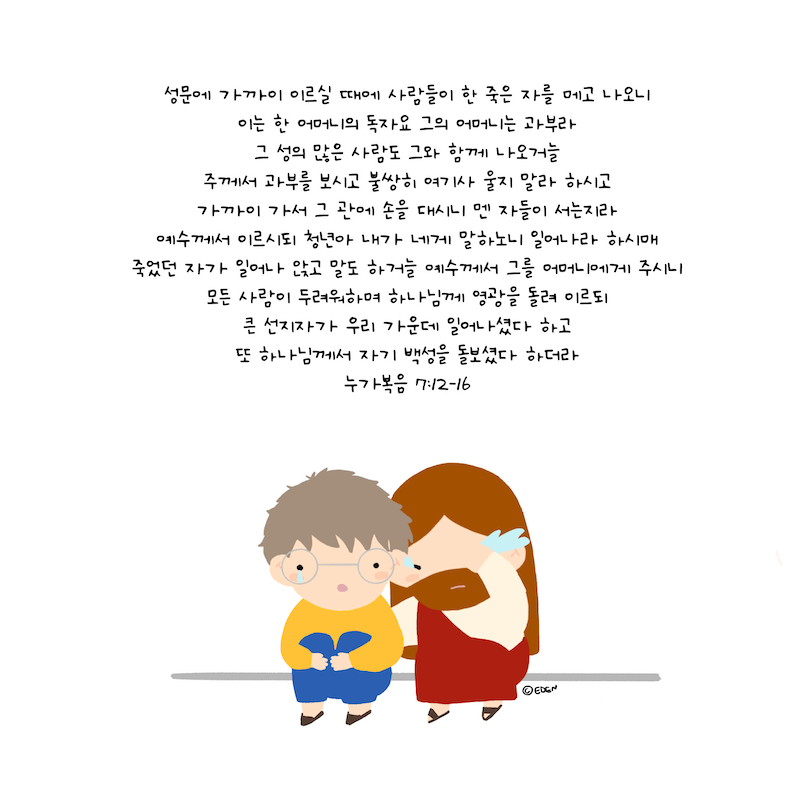 성문에 가까이 이르실 때에 사람들이 한 죽은 자를 메고 나오니
이는 한 어머니의 독자요 그의 어머니는 과부라
그 성의 많은 사람도 그와 함께 나오거늘
주께서 과부를 보시고 불쌍히 여기사 울지 말라 하시고
가까이 가서 그 관에 손을 대시니 멘 자들이 서는지라
예수께서 이르시되 청년아 내가 네게 말하노니 일어나라 하시매
죽었던 자가 일어나 앉고 말도 하거늘 예수께서 그를 어머니에게 주시니
모든 사람이 두려워하며 하나님께 영광을 돌려 이르되
큰 선지자가 우리 가운데 일어나셨다 하고
또 하나님께서 자기 백성을 돌보셨다 하더라
누가복음 7:12-16
©EDEN